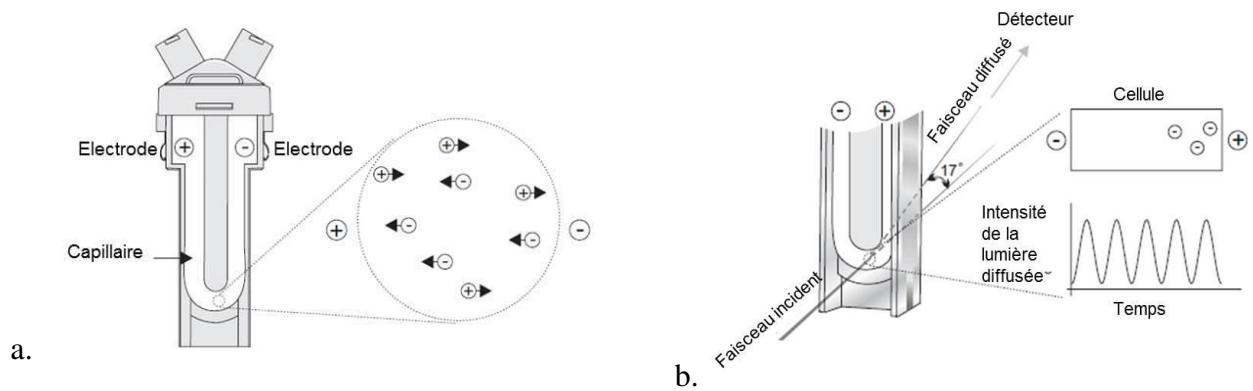 Electrode
+
-
Electrode
Capillaire
+
-
+
-
+
-
+
-
-
-
+
a.
Détecteur
Faisceau diffusé
-
+
17°
Faisceau incident
Cellule
-
-
-
-
+
Intensité
de la
lumière
diffusée
Temps
b.